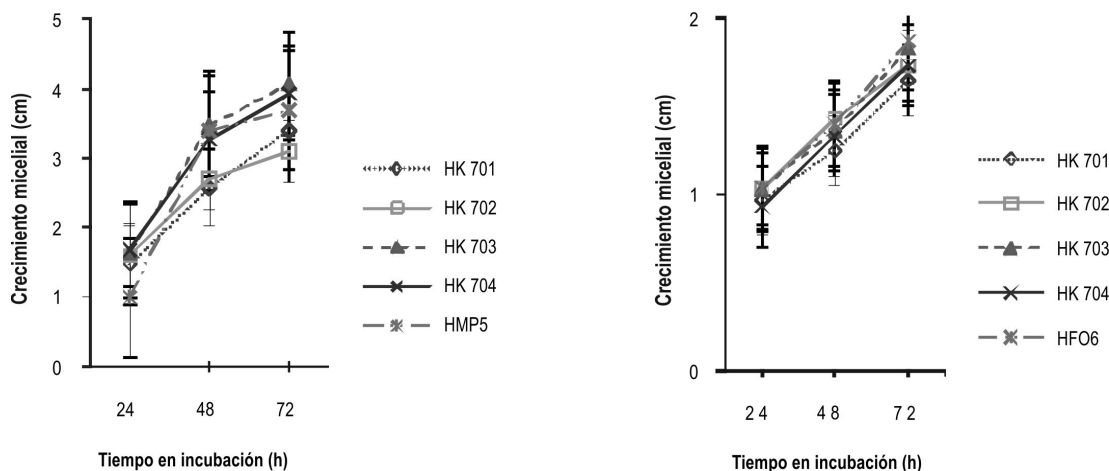 5
4
3
2
1
0
Crecimiento micelial (cm)
24 48 72
Tiempo en incubación (h)
HK 701
HK 702
HK 703
HK 704
HMP5
2
1
0
Crecimiento micelial (cm)
2 4 4 8 7 2
Tiempo en incubación (h)
HK 701
HK 702
HK 703
HK 704
HFO6